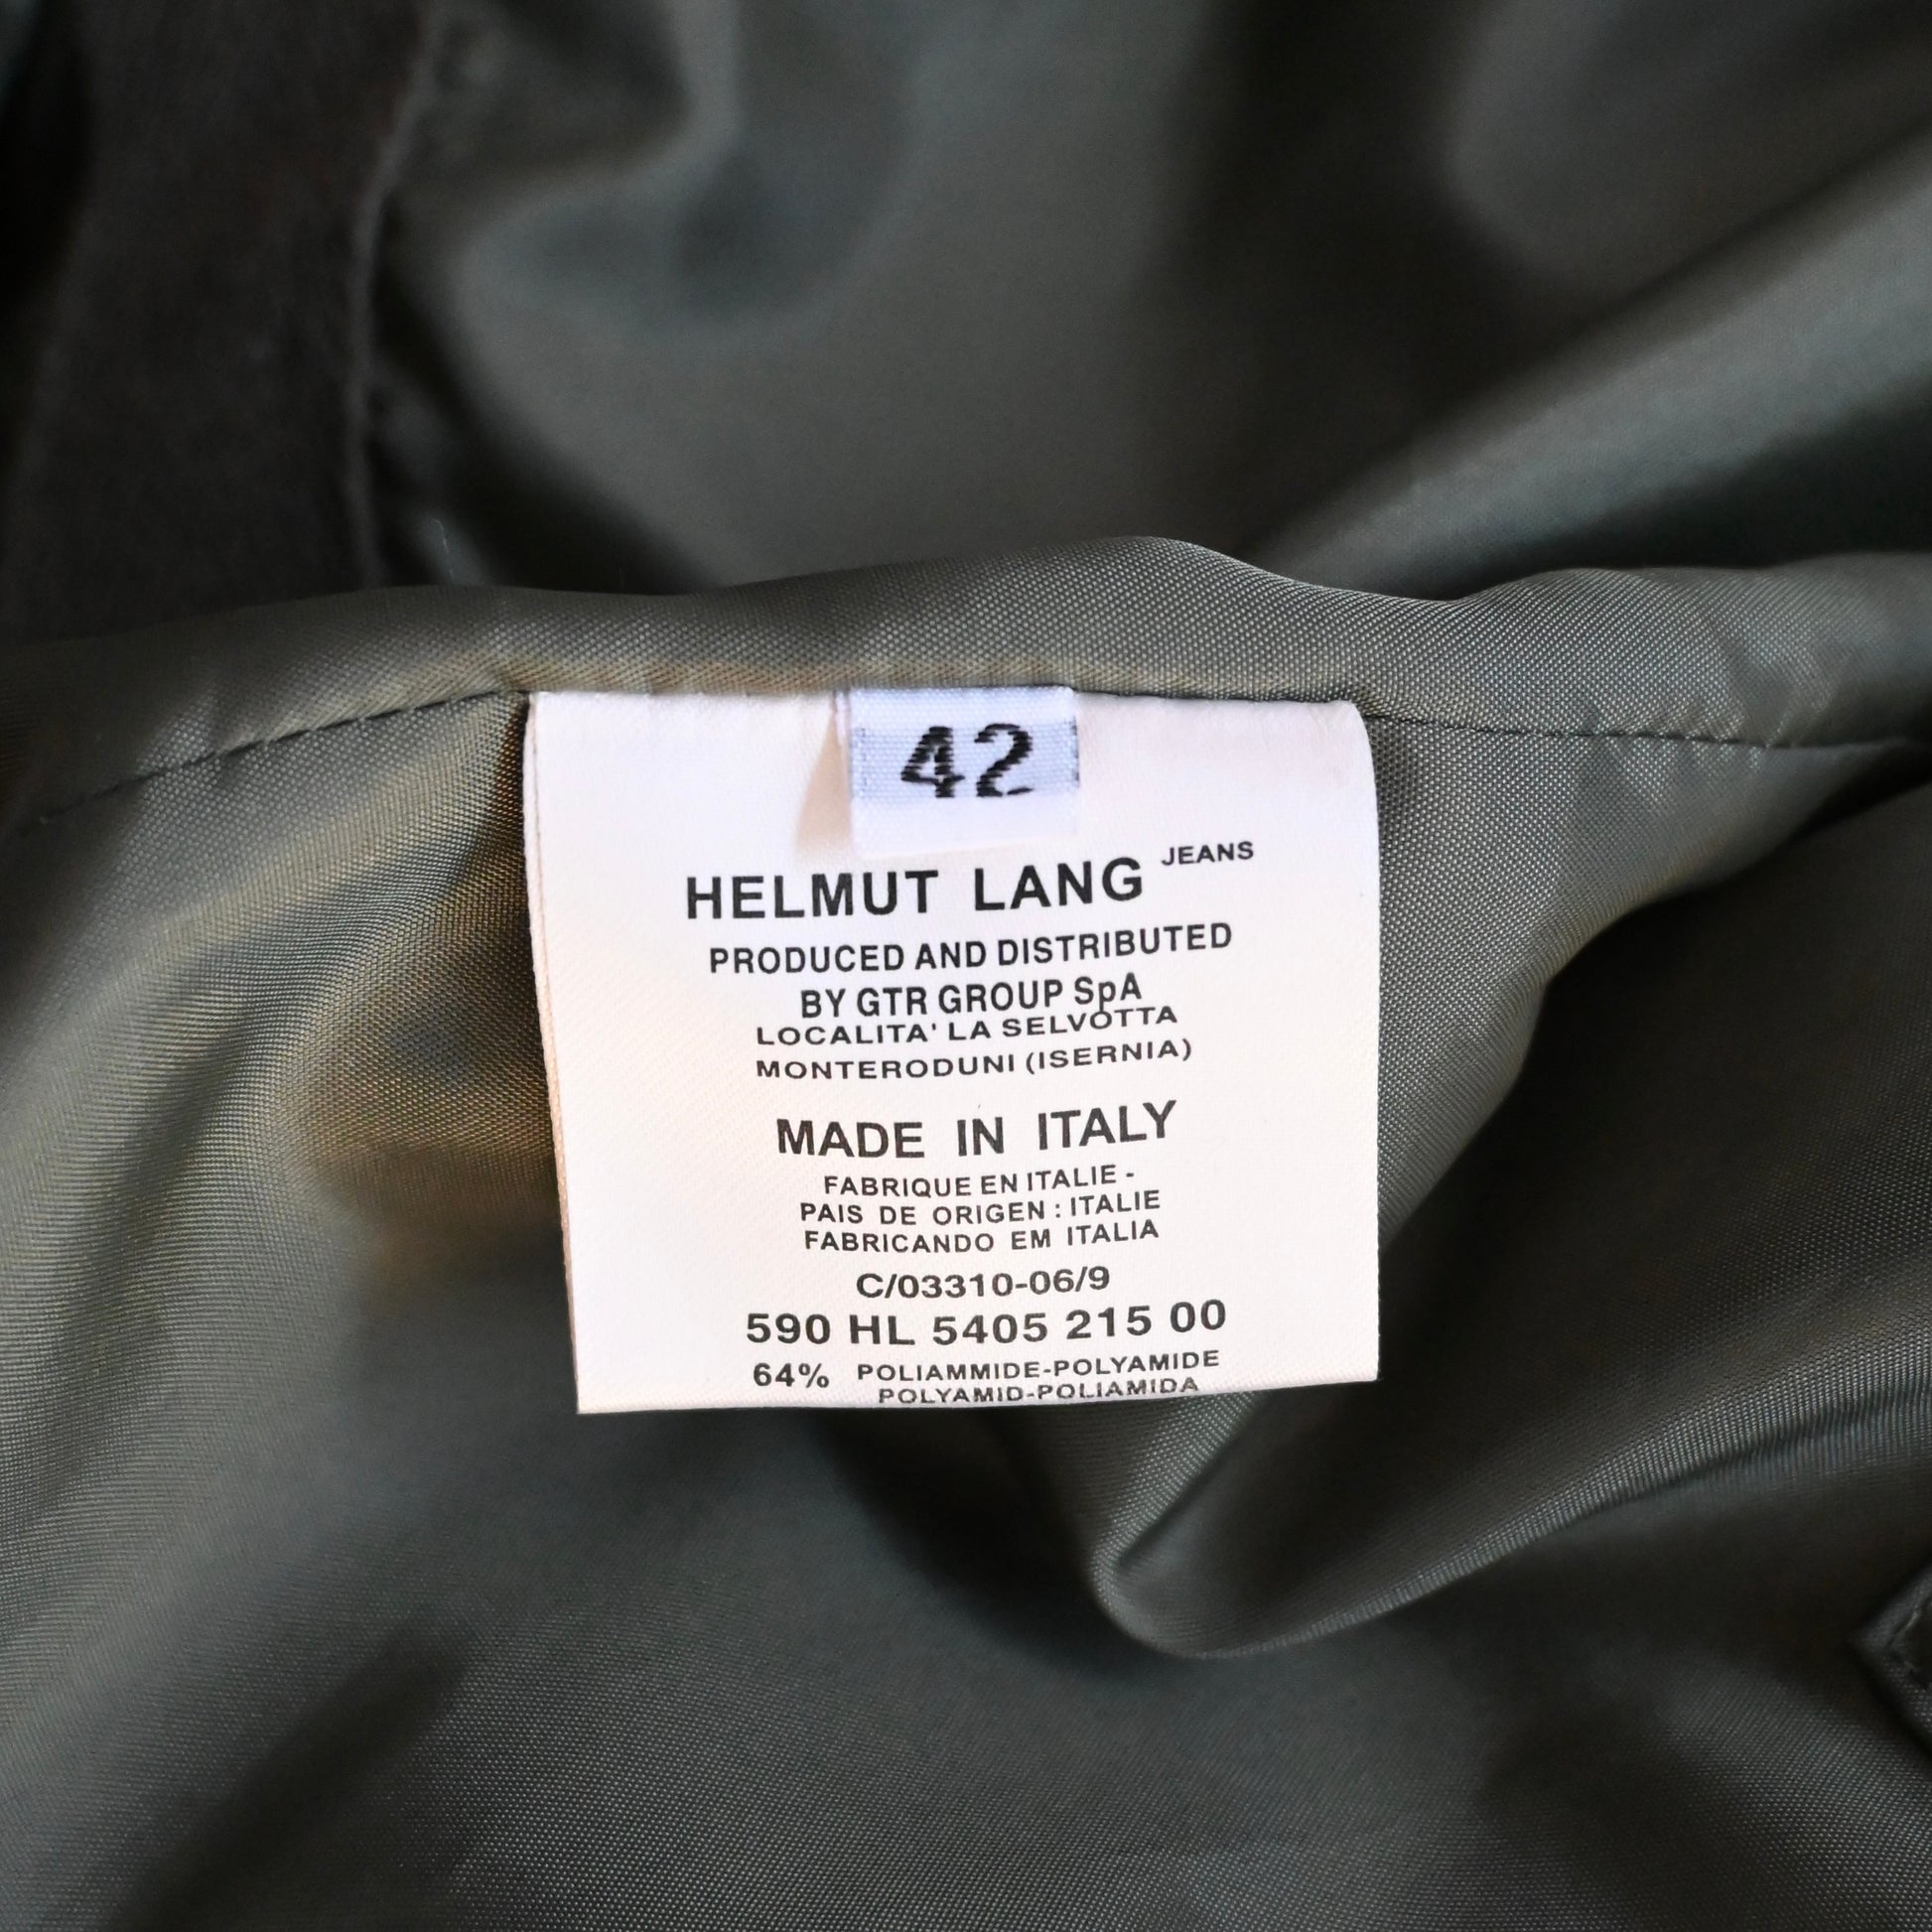 42
HELMUT LANG JEANS
PRODUCED AND DISTRIBUTED
BY GTR GROUP SpA
LOCALITA' LA SELVOTTA
MONTERODUNI (ISERNIA)
MADE IN ITALY
FABRIQUE EN ITALIE -
PAIS DE ORIGEN : ITALIE
FABRICANDO EM ITALIA
C/03310-06/9
590 HL 5405 215 00
64% POLIAMMIDE-POLYAMIDE
POLYAMID-POLIAMIDA